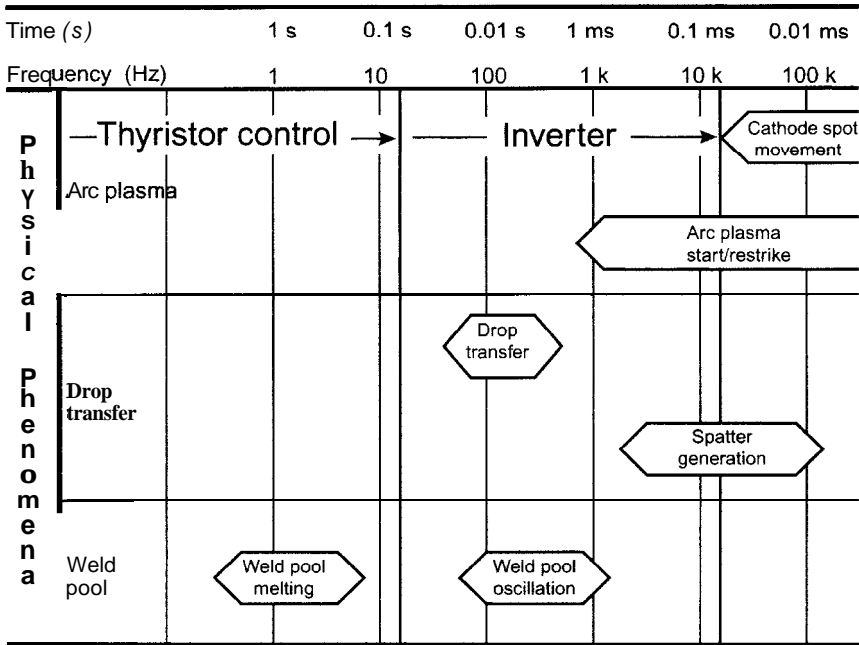 Time (s) 1 s 0.1 s 0.01 s 1 ms 0.1 ms 0.01 ms
Frequency (Hz) 1 10 100 1 k 10 k 100 k
Physical Phenomena
Thyristor control
Inverter
Cathode spot
movement
Arc plasma
Arc plasma
start/restrike
Drop
transfer
Drop
transfer
Spatter
generation
Weld
pool
Weld pool
melting
Weld pool
oscillation